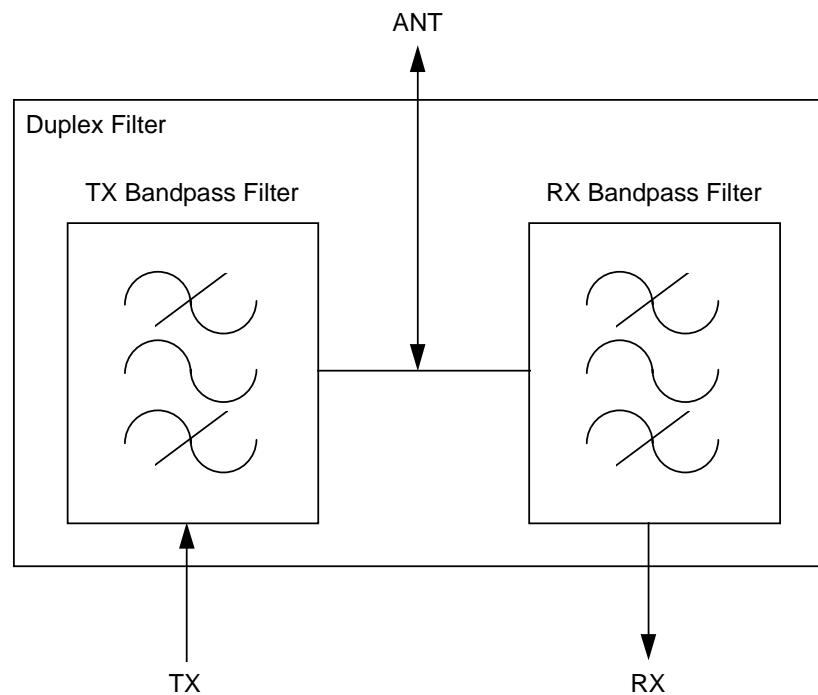 ANT
Duplex Filter
TX Bandpass Filter
RX Bandpass Filter
TX
RX